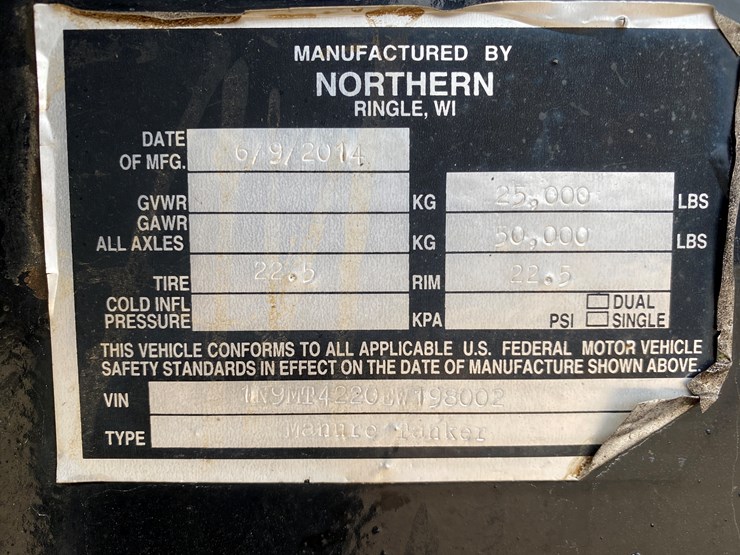 MANUFACTURED BY
NORTHERN
RINGLE, WI
DATE OF MFG. 6/9/2014
GVWR KG 25,000 LBS
GAWR ALL AXLES KG 50,000 LBS
TIRE 22.5 RIM 22.5
COLD INFL PRESSURE KPA PSI DUAL SINGLE
THIS VEHICLE CONFORMS TO ALL APPLICABLE U.S. FEDERAL MOTOR VEHICLE
SAFETY STANDARDS IN EFFECT ON THE DATE OF MANUFACTURE SHOWN ABOVE.
VIN
TYPE Manure Tanker